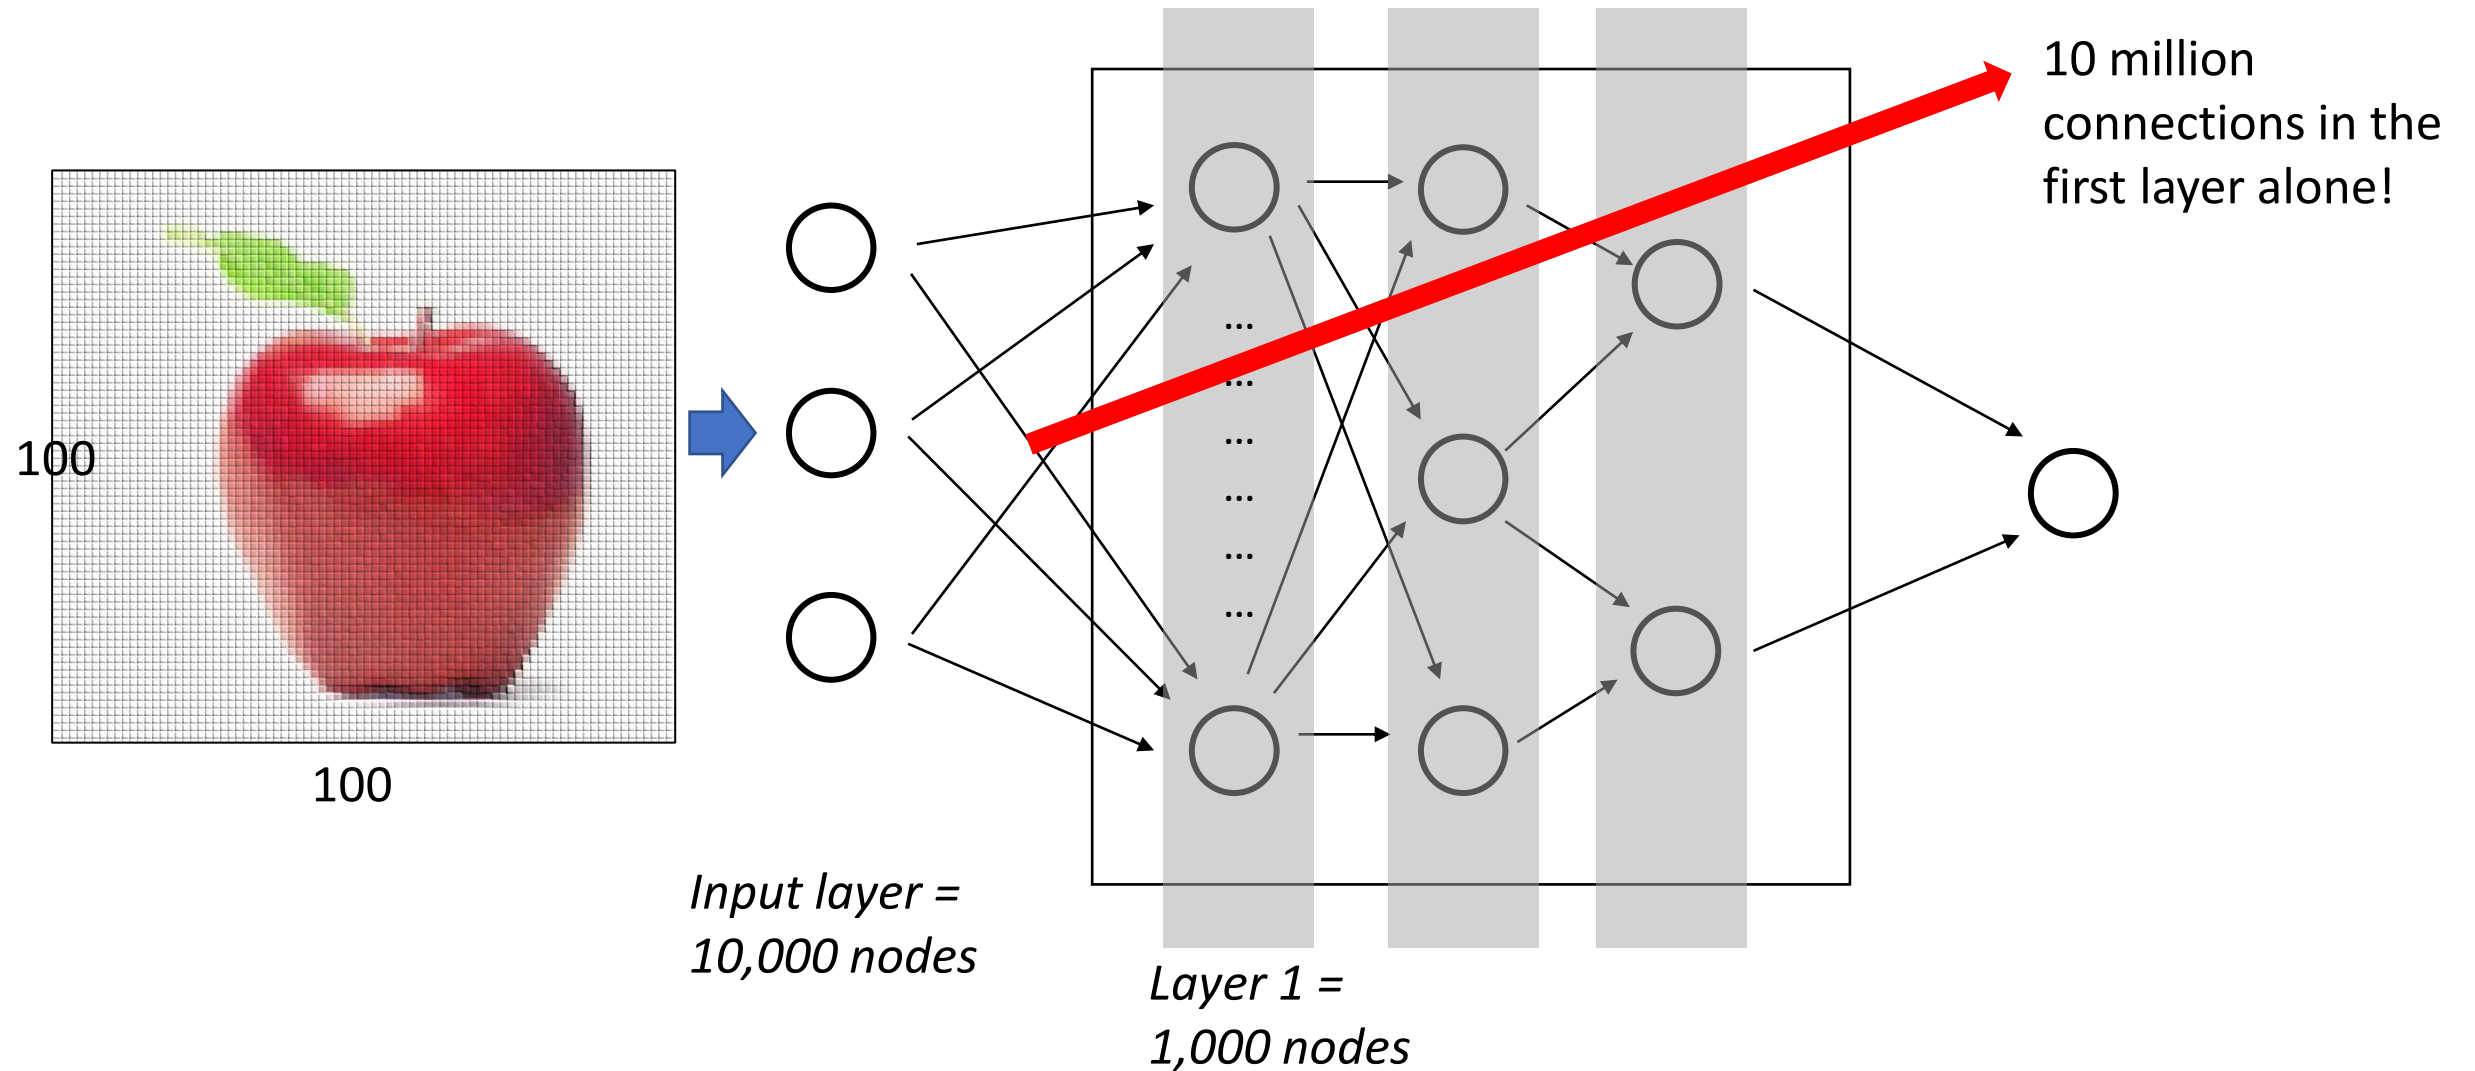 10 million
connections in the
first layer alone!
...
...
...
...
...
...
100
100
Input layer =
10,000 nodes
Layer 1 =
1,000 nodes